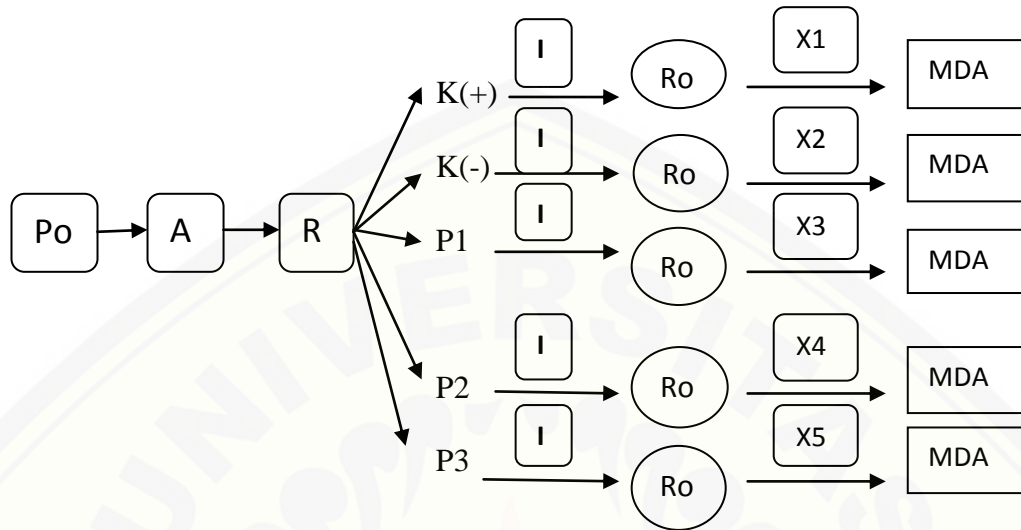 I
X1
K(+)
Ro
MDA
I
X2
K(-)
Ro
MDA
I
X3
Po
A
R
P1
Ro
MDA
I
X4
P2
Ro
MDA
I
X5
P3
Ro
MDA
UNIVERSITAS